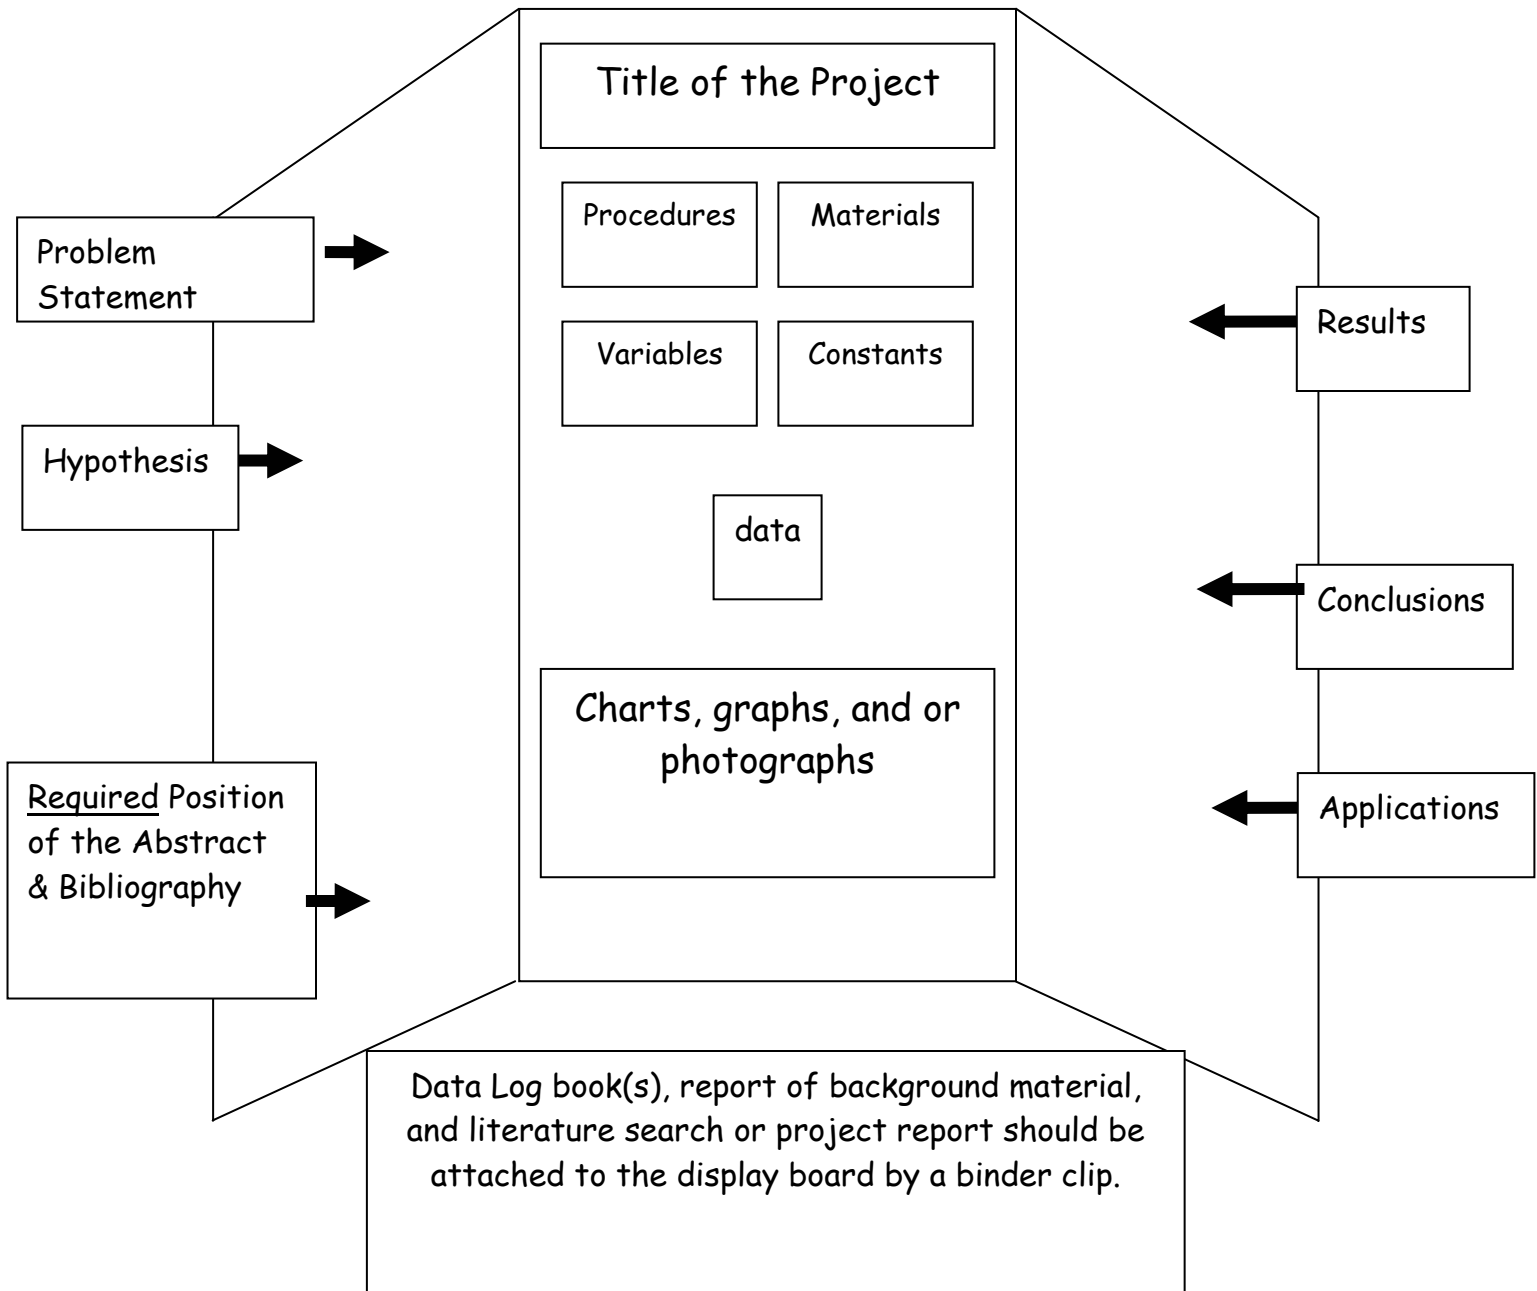 Title of the Project
Procedures
Materials
Problem
Statement
Results
Variables
Constants
Hypothesis
data
Conclusions
Charts, graphs, and or
photographs
Required Position
of the Abstract
& Bibliography
Applications
Data Log book(s), report of background material,
and literature search or project report should be
attached to the display board by a binder clip.